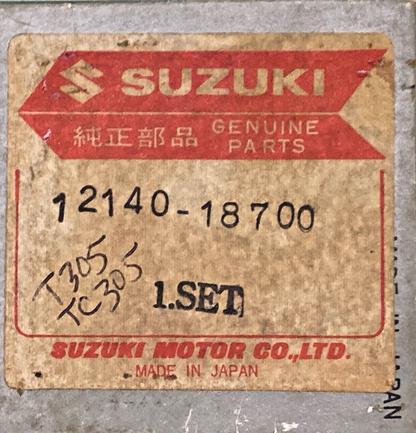 SUZUKI
純正部品 GENUINE PARTS
12140-18700
T305
TC305
1.SET
SUZUKI MOTOR CO.,LTD.
MADE IN JAPAN
MADE IN JAPAN